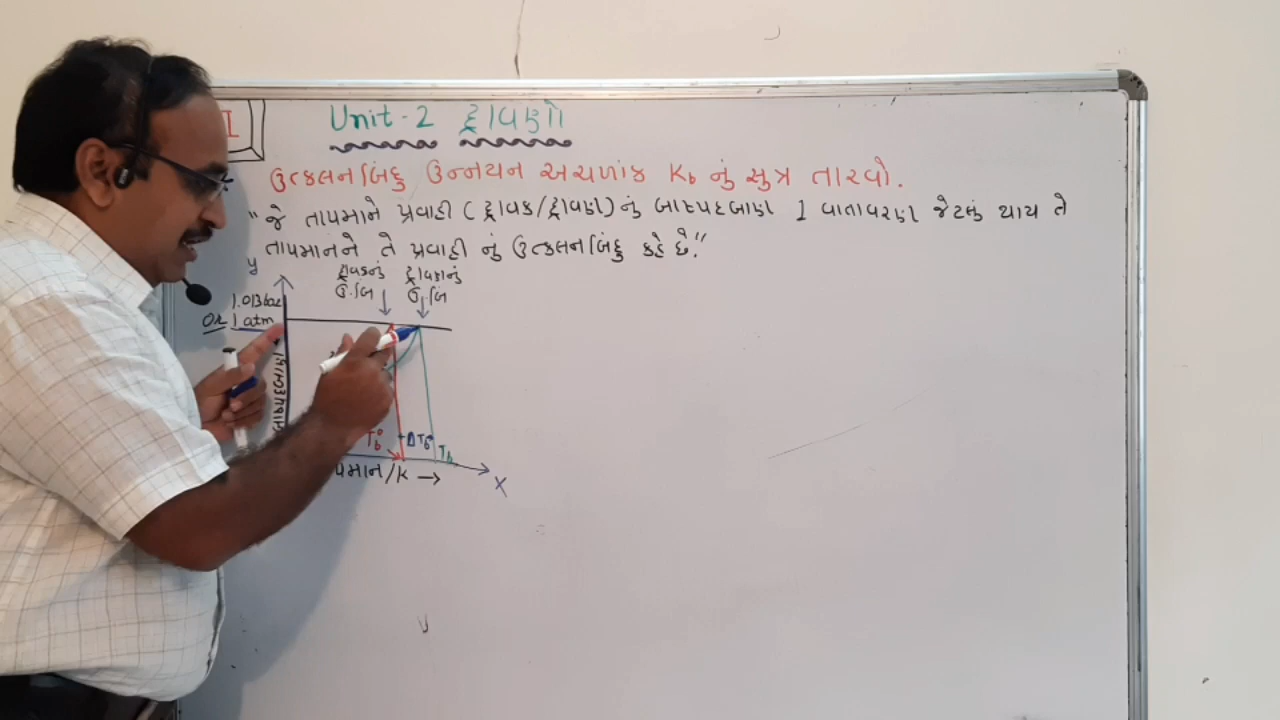 I
Unit - 2 દ્રાવણો
ઉત્કલનબિંદુ ઉન્નયન અચળાંક Kb નું સુત્ર તારવો.
"જે તાપમાને પ્રવાહી ( દ્રાવક/દ્રાવણ) નું બાષ્પદબાણ 1 વાતાવરણ જેટલું થાય તે
તાપમાનને તે પ્રવાહી નું ઉત્કલનબિંદુ કહે છે."
y
દ્રાવકનું દ્રાવણનું
ઉ.બિં ઉ.બિં
1.013bar
OR 1 atm
Tb° ΔTb Tb
પમાન/K →
X